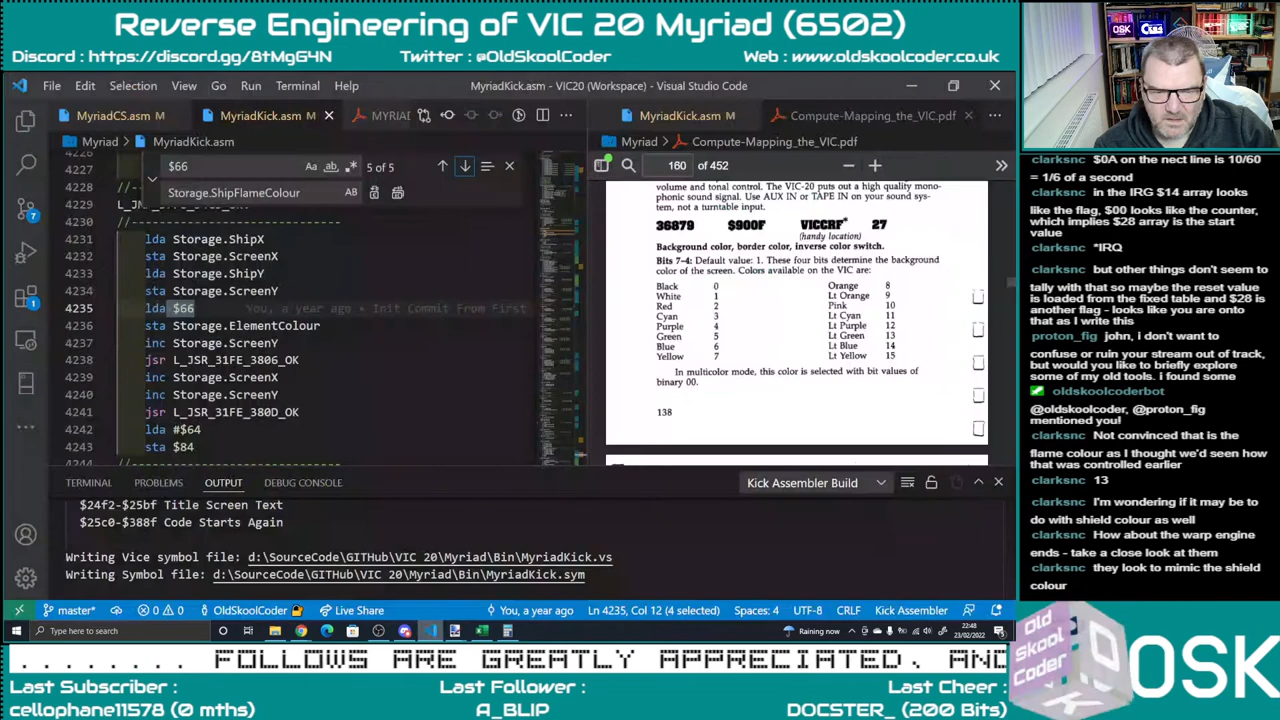 Reverse Engineering of VIC 20 Myriad (6502)
Discord : https://discord.gg/8tMgG4N
Twitter : @OldSkoolCoder
Web : www.oldskoolcoder.co.uk
File Edit Selection View Go Run Terminal Help
MyriadKick.asm - VIC20 (Workspace) - Visual Studio Code
MyriadCS.asm M
MyriadKick.asm M
MYRIAD
MyriadKick.asm M
Compute-Mapping_the_VIC.pdf
Myriad > MyriadKick.asm
Myriad > Compute-Mapping_the_VIC.pdf
$66
5 of 5
Storage.ShipFlameColour
160 of 452
4227
4228
4229
4230 //-----------------------------------
4231 lda Storage.ShipX
4232 sta Storage.ScreenX
4233 lda Storage.ShipY
4234 sta Storage.ScreenY
4235 lda $66 You, a year ago • Init Commit From First
4236 sta Storage.ElementColour
4237 inc Storage.ScreenY
4238 jsr L_JSR_31FE_3806_OK
4239 inc Storage.ScreenX
4240 inc Storage.ScreenY
4241 jsr L_JSR_31FE_380D_OK
4242 lda #$64
4243 sta $84
volume and tonal control. The VIC-20 puts out a high quality mono-
phonic sound signal. Use AUX IN or TAPE IN on your sound sys-
tem, not a turntable input.
36879 $900F VICCRF* 27
(handy location)
Background color, border color, inverse color switch.
Bits 7-4: Default value: 1. These four bits determine the background
color of the screen. Colors available on the VIC are:
Black 0 Orange 8
White 1 Lt Orange 9
Red 2 Pink 10
Cyan 3 Lt Cyan 11
Purple 4 Lt Purple 12
Green 5 Lt Green 13
Blue 6 Lt Blue 14
Yellow 7 Lt Yellow 15
In multicolor mode, this color is selected with bit values of
binary 00.
138
TERMINAL PROBLEMS OUTPUT DEBUG CONSOLE
Kick Assembler Build
$24f2-$25bf Title Screen Text
$25c0-$388f Code Starts Again
Writing Vice symbol file: d:\SourceCode\GITHub\VIC 20\Myriad\Bin\MyriadKick.vs
Writing Symbol file: d:\SourceCode\GITHub\VIC 20\Myriad\Bin\MyriadKick.sym
master* 0 0 OldSkoolCoder Live Share You, a year ago Ln 4235, Col 12 (4 selected) Spaces: 4 UTF-8 CRLF Kick Assembler
Type here to search
Raining now
22:48
23/02/2022
clarksnc $0A on the nect line is 10/60
= 1/6 of a second
clarksnc in the IRG $14 array looks
like the flag, $00 looks like the counter,
which implies $28 array is the start
value
clarksnc *IRQ
clarksnc but other things don't seem to
tally with that so maybe the reset value
is loaded from the fixed table and $28 is
another flag - looks like you are onto
that as I write this
proton_fig john, i don't want to
confuse or ruin your stream out of track,
but would you like to briefly explore
some of my old tools. i found some
oldskoolcoderbot
@oldskoolcoder, @proton_fig
mentioned you!
clarksnc Not convinced that is the
flame colour as I thought we'd seen how
that was controlled earlier
clarksnc 13
clarksnc I'm wondering if it may be to
do with shield colour as well
clarksnc How about the warp engine
ends - take a close look at them
clarksnc they look to mimic the shield
colour
. . . . . . . . FOLLOWS ARE GREATLY APPRECIATED, AND
Old Skool Coder
OSK
Last Subscriber :
cellophane11578 (0 mths)
Last Follower :
A_BLIP
Last Cheer :
DOCSTER_ (200 Bits)